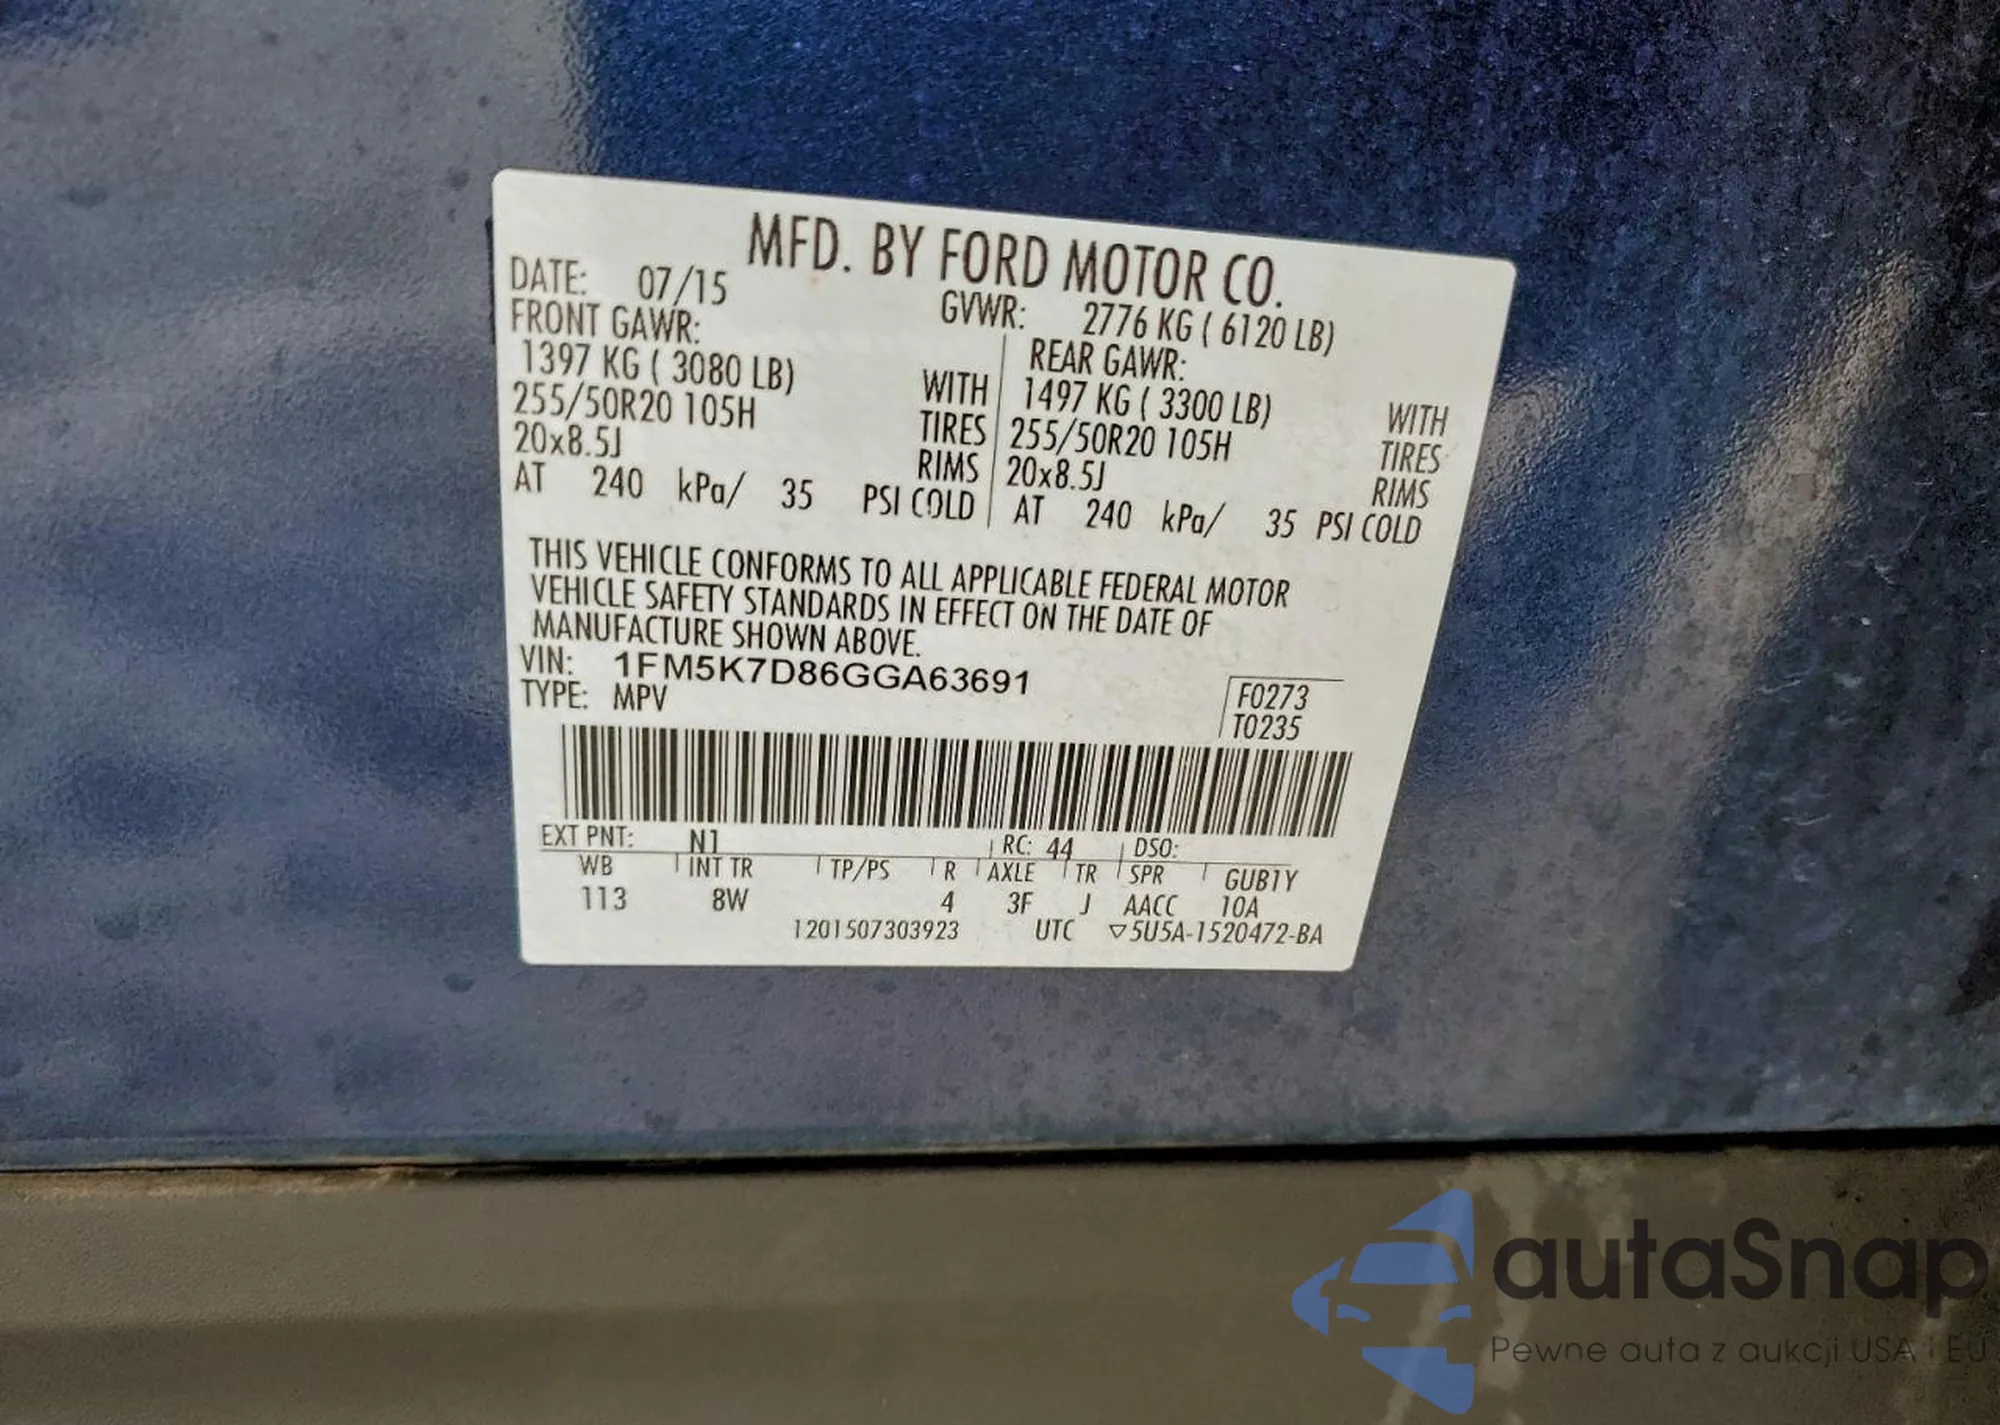 MFD. BY FORD MOTOR CO.
DATE: 07/15 GVWR: 2776 KG ( 6120 LB)
FRONT GAWR: REAR GAWR:
1397 KG ( 3080 LB) WITH 1497 KG ( 3300 LB) WITH
255/50R20 105H TIRES 255/50R20 105H TIRES
20x8.5J RIMS 20x8.5J RIMS
AT 240 kPa/ 35 PSI COLD AT 240 kPa/ 35 PSI COLD
THIS VEHICLE CONFORMS TO ALL APPLICABLE FEDERAL MOTOR
VEHICLE SAFETY STANDARDS IN EFFECT ON THE DATE OF
MANUFACTURE SHOWN ABOVE.
VIN: 1FM5K7D86GGA63691
TYPE: MPV F0273
T0235
EXT PNT: N1 RC: 44 DSO:
WB INT TR TP/PS R AXLE TR SPR GUB1Y
113 8W 4 3F J AACC 10A
1201507303923 UTC ▽5U5A-1520472-BA
autaSnap
Pewne auta z aukcji USA i EU